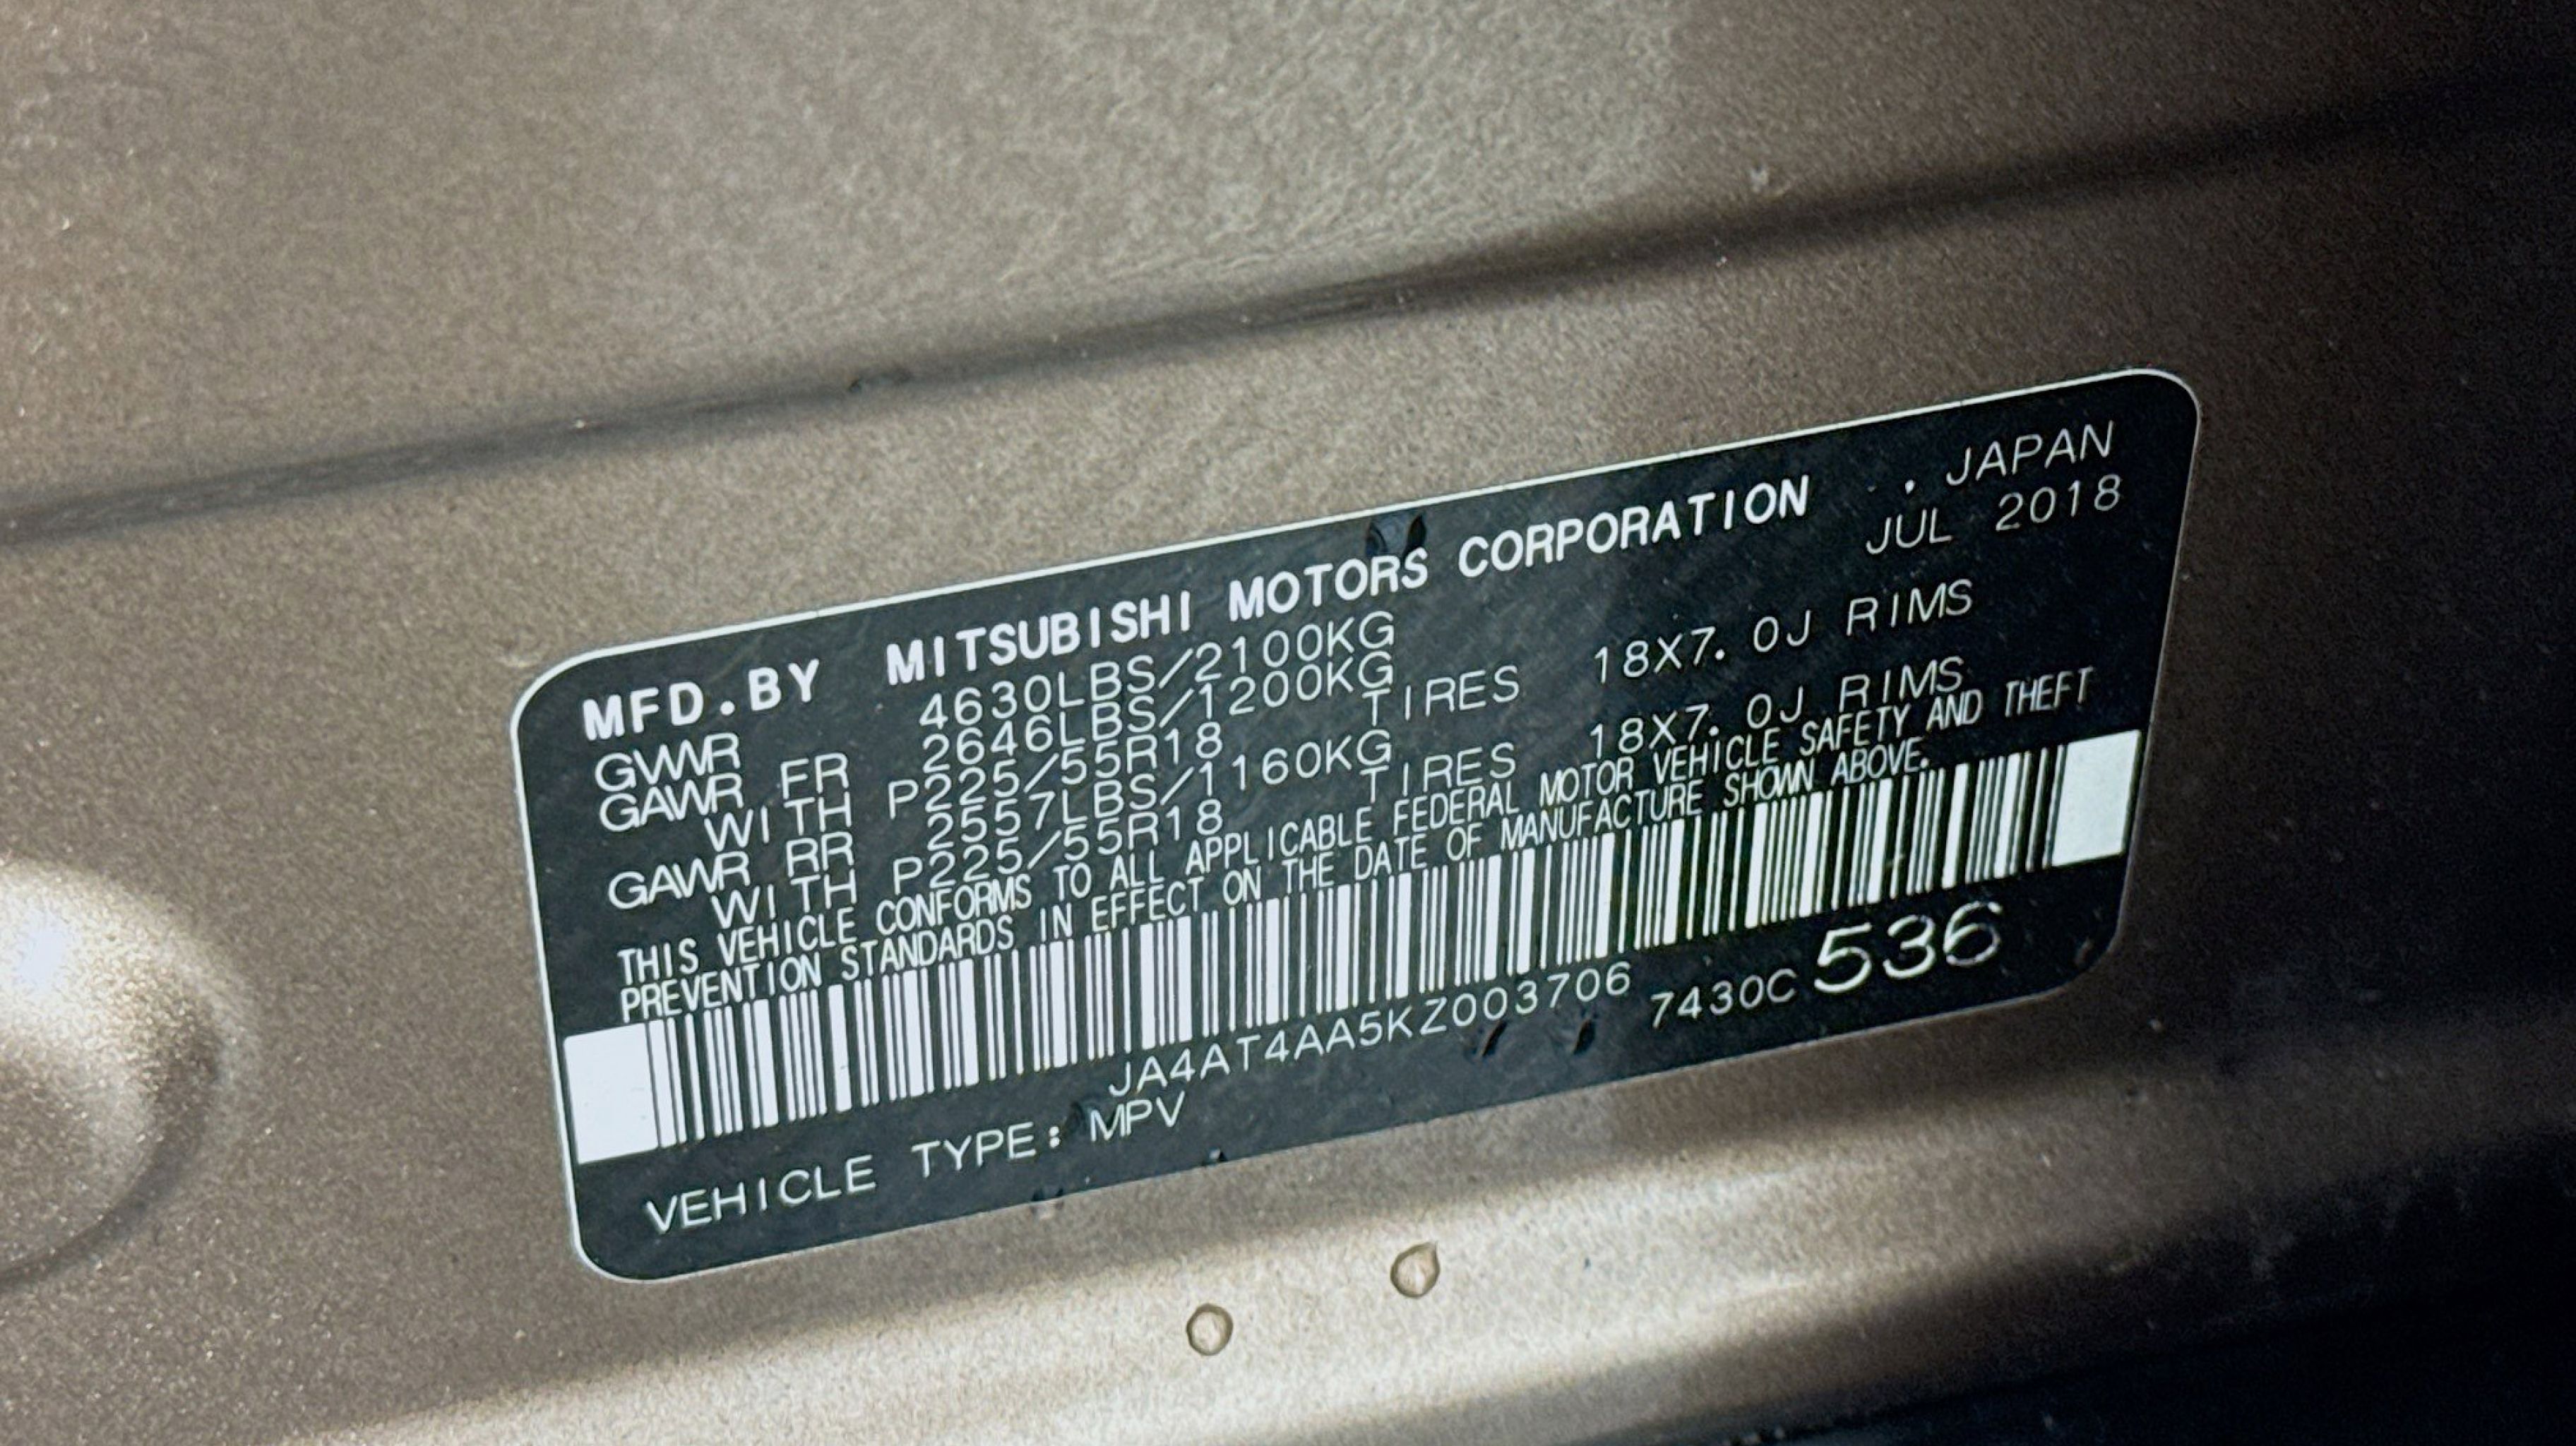 MFD.BY MITSUBISHI MOTORS CORPORATION . JAPAN
JUL 2018
GVWR 4630LBS/2100KG
GAWR FR 2646LBS/1200KG
WITH P225/55R18 TIRES 18X7.0J RIMS
GAWR RR 2557LBS/1160KG
WITH P225/55R18 TIRES 18X7.0J RIMS
THIS VEHICLE CONFORMS TO ALL APPLICABLE FEDERAL MOTOR VEHICLE SAFETY AND THEFT
PREVENTION STANDARDS IN EFFECT ON THE DATE OF MANUFACTURE SHOWN ABOVE.
JA4AT4AA5KZ003706 7430C 536
VEHICLE TYPE: MPV